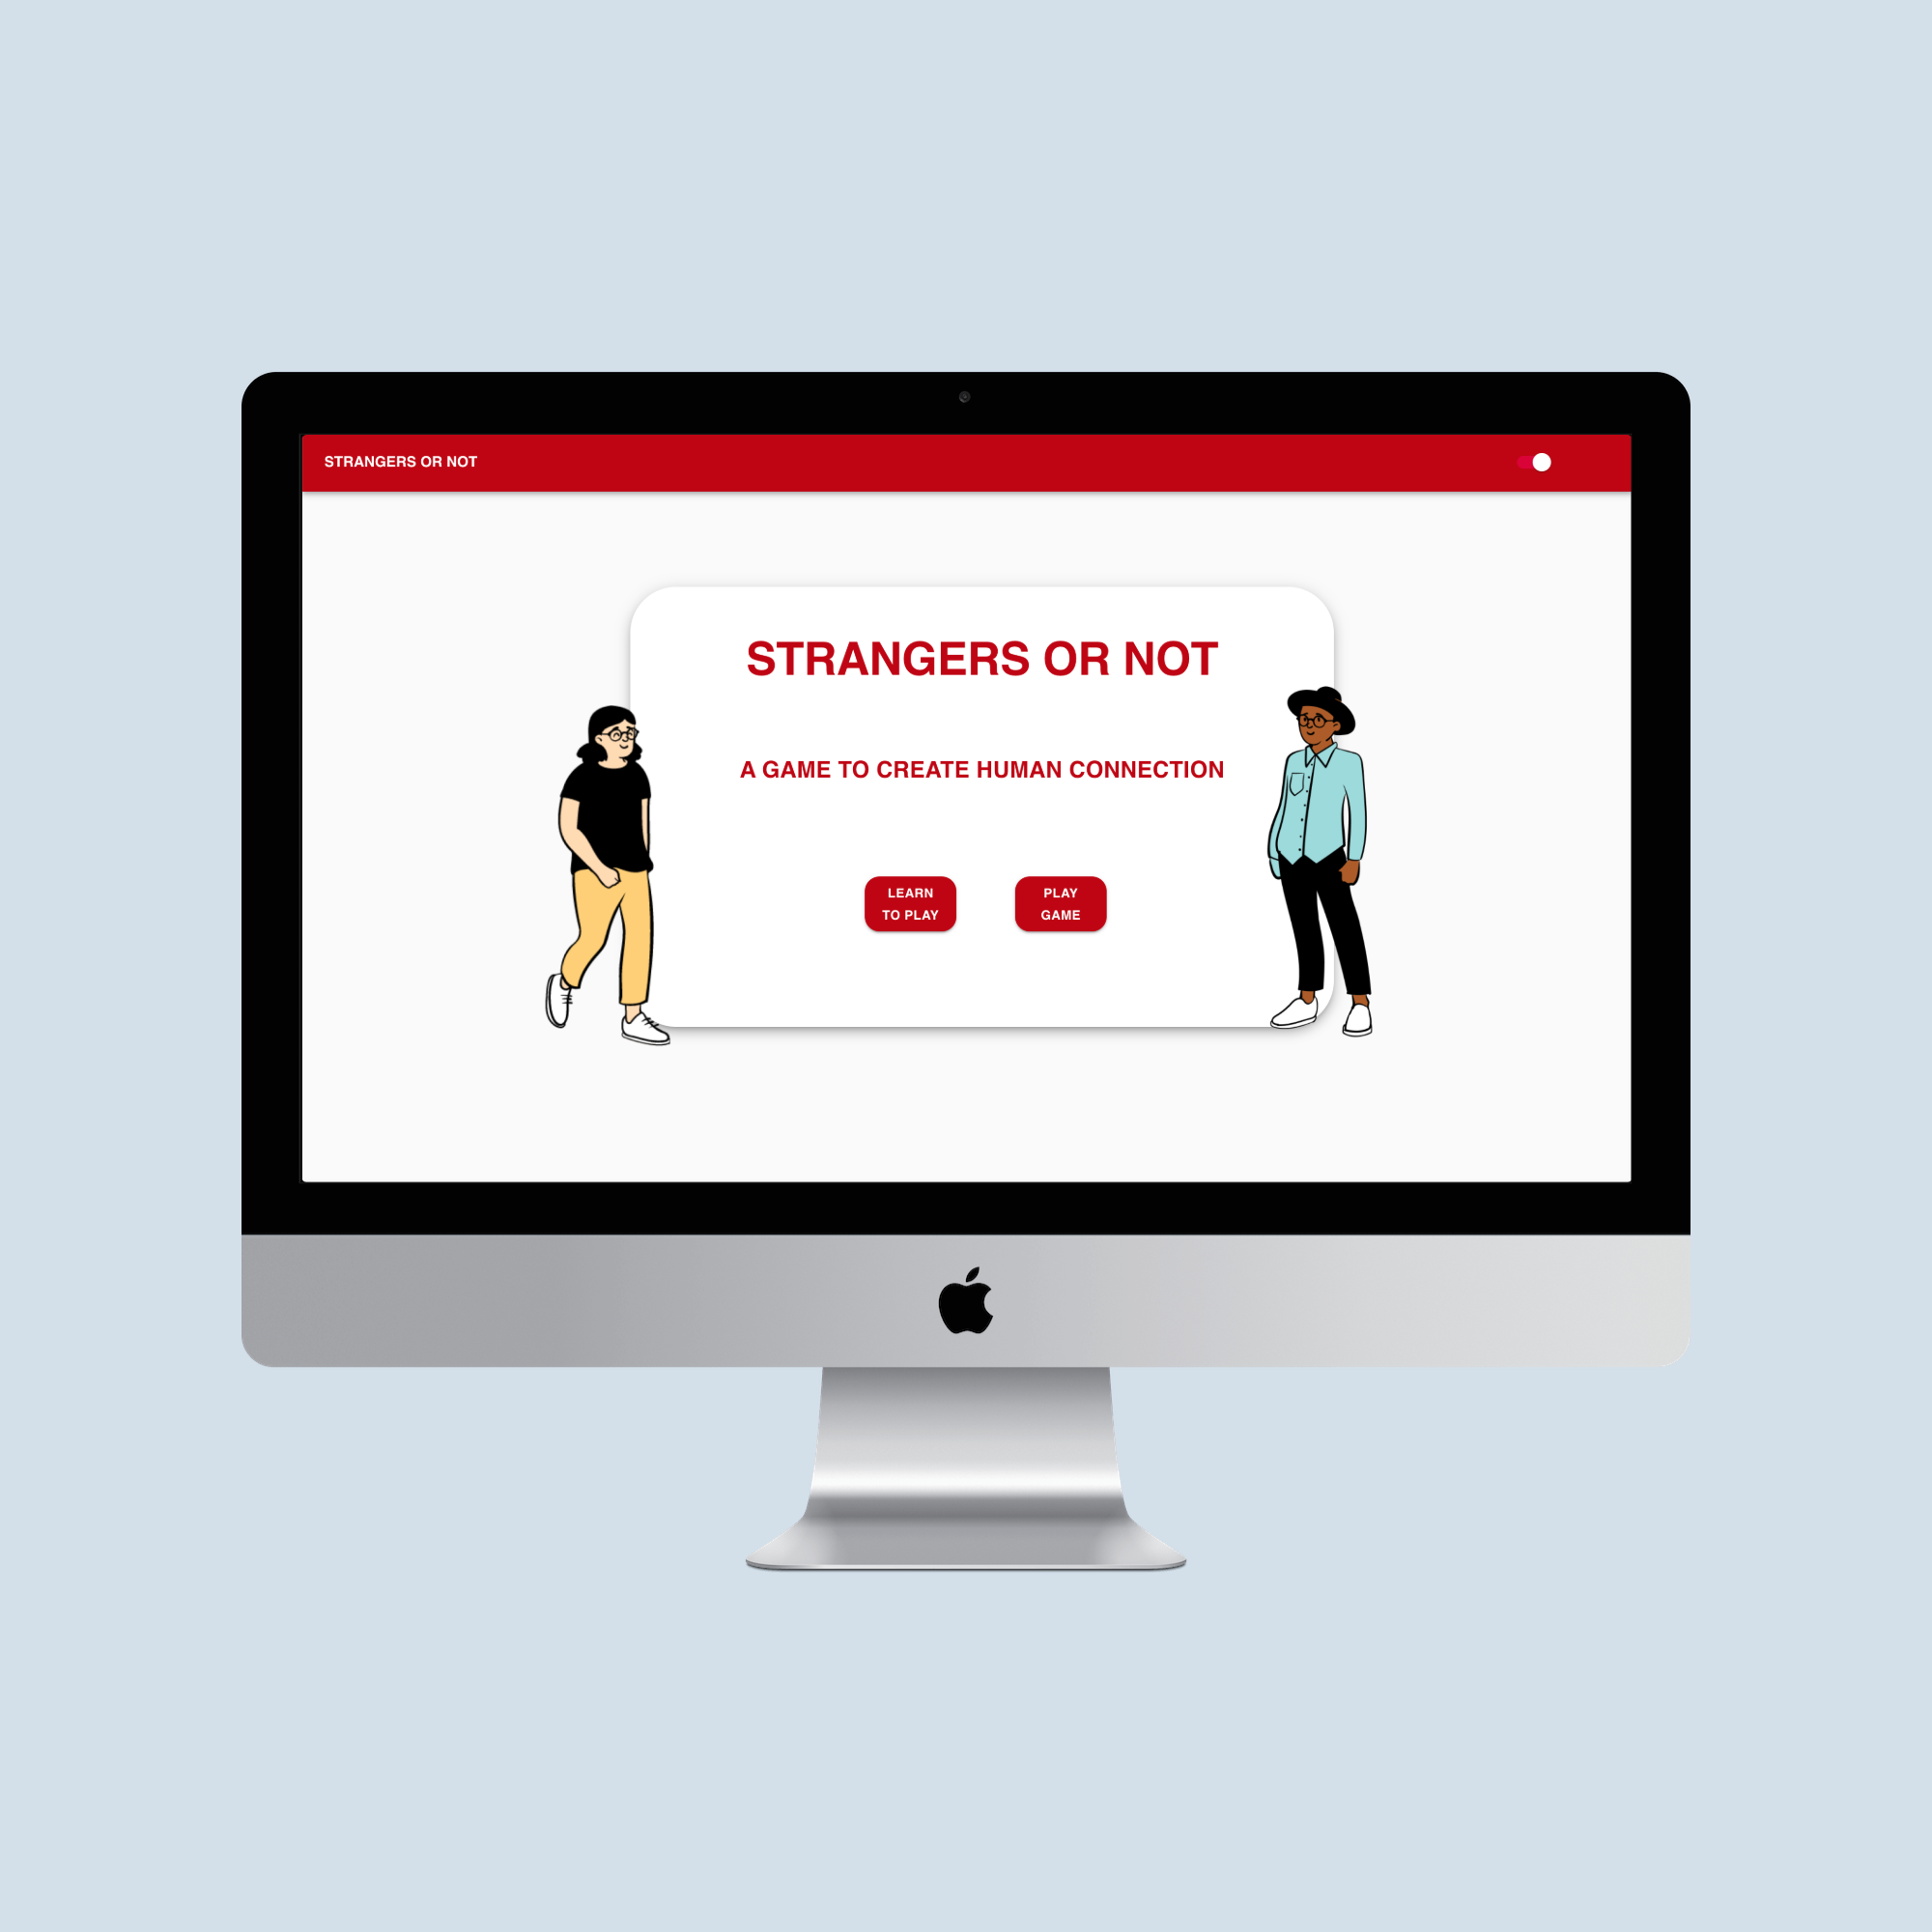 STRANGERS OR NOT
STRANGERS OR NOT
A GAME TO CREATE HUMAN CONNECTION
LEARN
TO PLAY
PLAY
GAME